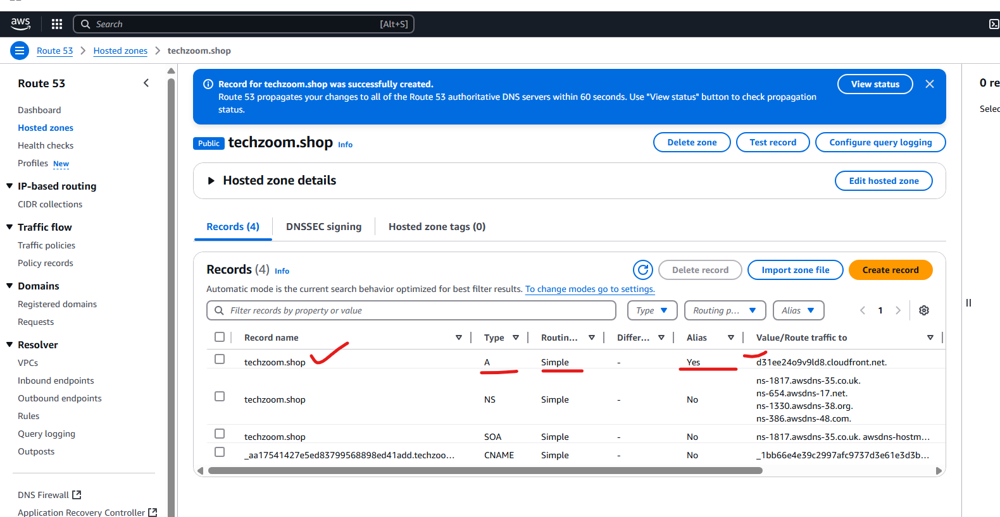 aws
Search
[Alt+S]
Route 53
Hosted zones
techzoom.shop
Route 53
Dashboard
Hosted zones
Health checks
Profiles New
IP-based routing
CIDR collections
Traffic flow
Traffic policies
Policy records
Domains
Registered domains
Requests
Resolver
VPCs
Inbound endpoints
Outbound endpoints
Rules
Query logging
Outposts
DNS Firewall
Application Recovery Controller
Record for techzoom.shop was successfully created.
Route 53 propagates your changes to all of the Route 53 authoritative DNS servers within 60 seconds. Use "View status" button to check propagation
status.
View status
Public techzoom.shop Info
Delete zone
Test record
Configure query logging
Hosted zone details
Edit hosted zone
Records (4)
DNSSEC signing
Hosted zone tags (0)
Records (4) Info
Delete record
Import zone file
Create record
Automatic mode is the current search behavior optimized for best filter results. To change modes go to settings.
Filter records by property or value
Type
Routing p...
Alias
1
Record name Type Routin... Differ... Alias Value/Route traffic to
techzoom.shop A Simple - Yes d31ee24o9v9ld8.cloudfront.net.
techzoom.shop NS Simple - No ns-1817.awsdns-35.co.uk.
ns-654.awsdns-17.net.
ns-1330.awsdns-38.org.
ns-386.awsdns-48.com.
techzoom.shop SOA Simple - No ns-1817.awsdns-35.co.uk. awsdns-hostm...
_aa17541427e5ed83799568898ed41add.techzoo... CNAME Simple - No _1bb66e4e39c2997afc9737d3e61e3d3b...
0 re
Selec